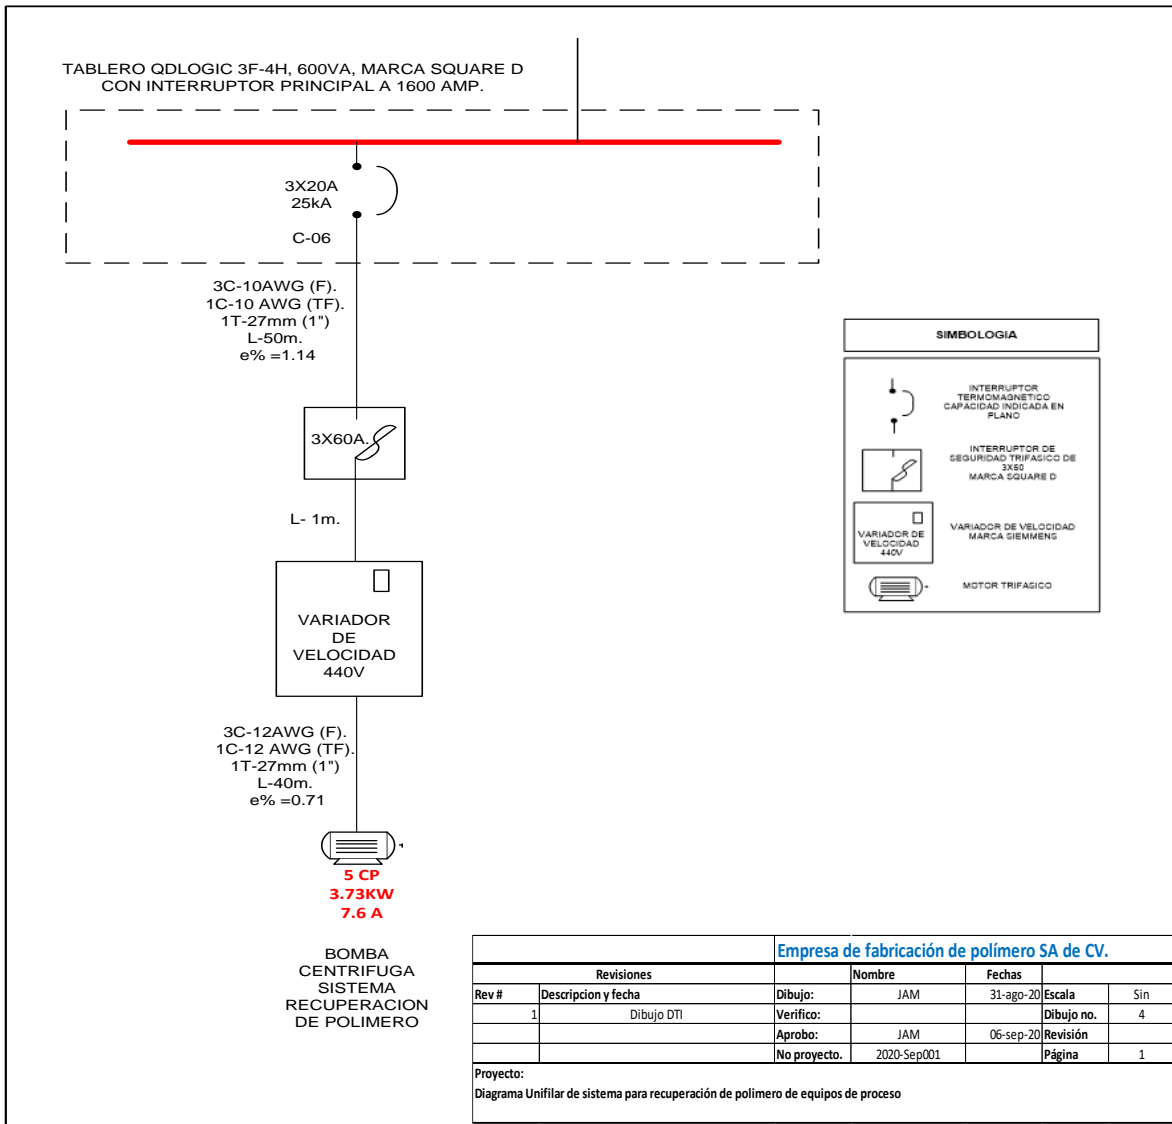 TABLERO QDLOGIC 3F-4H, 600VA, MARCA SQUARE D
CON INTERRUPTOR PRINCIPAL A 1600 AMP.
3X20A
25kA
C-06
3C-10AWG (F).
1C-10 AWG (TF).
1T-27mm (1")
L-50m.
e% =1.14
3X60A.
L- 1m.
VARIADOR
DE
VELOCIDAD
440V
3C-12AWG (F).
1C-12 AWG (TF).
1T-27mm (1")
L-40m.
e% =0.71
5 CP
3.73KW
7.6 A
BOMBA
CENTRIFUGA
SISTEMA
RECUPERACION
DE POLIMERO
SIMBOLOGIA
INTERRUPTOR
TERMOMAGNETICO
CAPACIDAD INDICADA EN
PLANO
INTERRUPTOR DE
SEGURIDAD TRIFASICO DE
3X60
MARCA SQUARE D
VARIADOR DE
VELOCIDAD
440V
VARIADOR DE VELOCIDAD
MARCA SIEMMENS
MOTOR TRIFASICO
Empresa de fabricación de polímero SA de CV.
Revisiones Nombre Fechas
Rev # Descripcion y fecha Dibujo: JAM 31-ago-20 Escala Sin
1 Dibujo DTI Verifico: Dibujo no. 4
Aprobo: JAM 06-sep-20 Revisión
No proyecto. 2020-Sep001 Página 1
Proyecto:
Diagrama Unifilar de sistema para recuperación de polimero de equipos de proceso